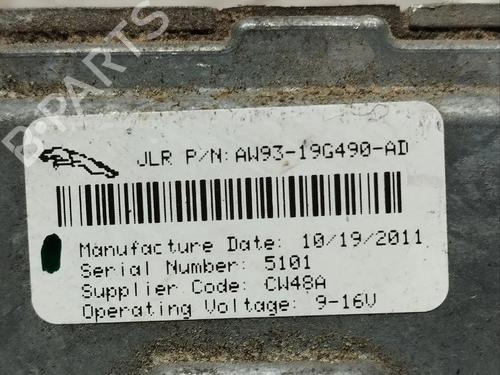 B-PARTS
JLR P/N: AW93-19G490-AD
Manufacture Date: 10/19/2011
Serial Number: 5101
Supplier Code: CW48A
Operating Voltage: 9-16V